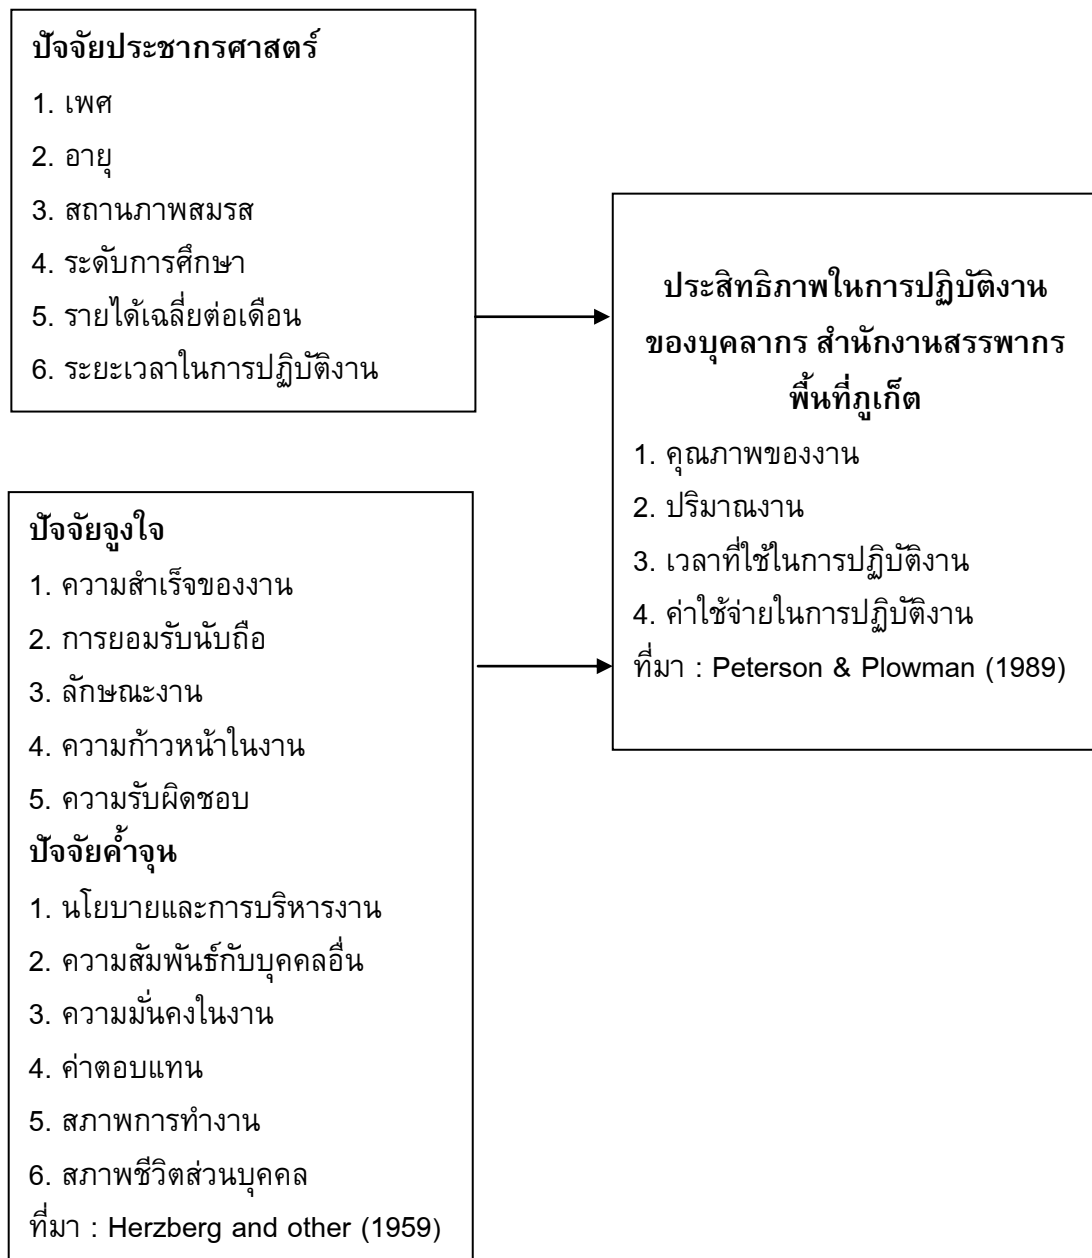 ปัจจัยประชากรศาสตร์
1. เพศ
2. อายุ
3. สถานภาพสมรส
4. ระดับการศึกษา
5. รายได้เฉลี่ยต่อเดือน
6. ระยะเวลาในการปฏิบัติงาน
ปัจจัยจูงใจ
1. ความสำเร็จของงาน
2. การยอมรับนับถือ
3. ลักษณะงาน
4. ความก้าวหน้าในงาน
5. ความรับผิดชอบ
ปัจจัยค้ำจุน
1. นโยบายและการบริหารงาน
2. ความสัมพันธ์กับบุคคลอื่น
3. ความมั่นคงในงาน
4. ค่าตอบแทน
5. สภาพการทำงาน
6. สภาพชีวิตส่วนบุคคล
ที่มา : Herzberg and other (1959)
ประสิทธิภาพในการปฏิบัติงาน
ของบุคลากร สำนักงานสรรพากร
พื้นที่ภูเก็ต
1. คุณภาพของงาน
2. ปริมาณงาน
3. เวลาที่ใช้ในการปฏิบัติงาน
4. ค่าใช้จ่ายในการปฏิบัติงาน
ที่มา : Peterson & Plowman (1989)